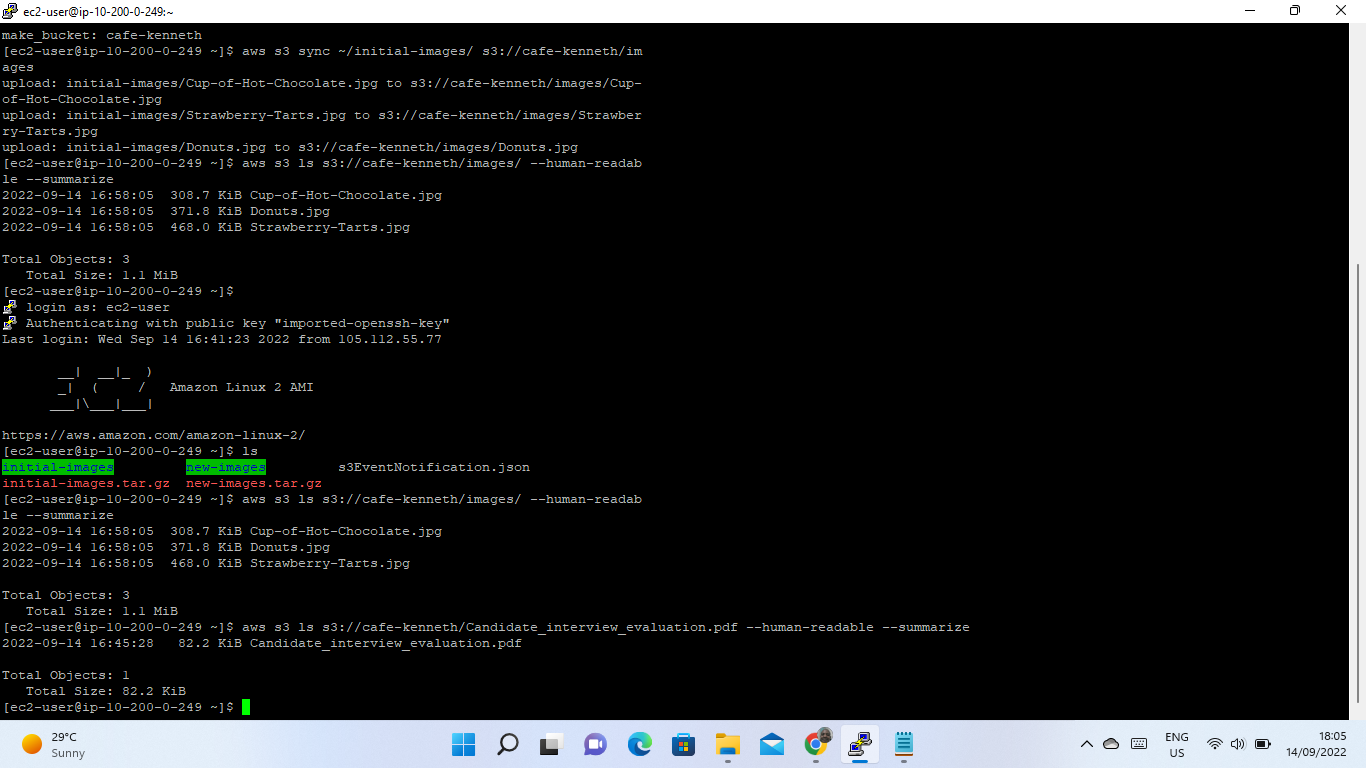 ec2-user@ip-10-200-0-249:~
make_bucket: cafe-kenneth
[ec2-user@ip-10-200-0-249 ~]$ aws s3 sync ~/initial-images/ s3://cafe-kenneth/im
ages
upload: initial-images/Cup-of-Hot-Chocolate.jpg to s3://cafe-kenneth/images/Cup-
of-Hot-Chocolate.jpg
upload: initial-images/Strawberry-Tarts.jpg to s3://cafe-kenneth/images/Strawber
ry-Tarts.jpg
upload: initial-images/Donuts.jpg to s3://cafe-kenneth/images/Donuts.jpg
[ec2-user@ip-10-200-0-249 ~]$ aws s3 ls s3://cafe-kenneth/images/ --human-readab
le --summarize
2022-09-14 16:58:05  308.7 KiB Cup-of-Hot-Chocolate.jpg
2022-09-14 16:58:05  371.8 KiB Donuts.jpg
2022-09-14 16:58:05  468.0 KiB Strawberry-Tarts.jpg
Total Objects: 3
   Total Size: 1.1 MiB
[ec2-user@ip-10-200-0-249 ~]$
login as: ec2-user
Authenticating with public key "imported-openssh-key"
Last login: Wed Sep 14 16:41:23 2022 from 105.112.55.77
       __|  __|_  )
       _|  (     /   Amazon Linux 2 AMI
      ___|\___|___|
https://aws.amazon.com/amazon-linux-2/
[ec2-user@ip-10-200-0-249 ~]$ ls
initial-images         new-images         s3EventNotification.json
initial-images.tar.gz  new-images.tar.gz
[ec2-user@ip-10-200-0-249 ~]$ aws s3 ls s3://cafe-kenneth/images/ --human-readab
le --summarize
2022-09-14 16:58:05  308.7 KiB Cup-of-Hot-Chocolate.jpg
2022-09-14 16:58:05  371.8 KiB Donuts.jpg
2022-09-14 16:58:05  468.0 KiB Strawberry-Tarts.jpg
Total Objects: 3
   Total Size: 1.1 MiB
[ec2-user@ip-10-200-0-249 ~]$ aws s3 ls s3://cafe-kenneth/Candidate_interview_evaluation.pdf --human-readable --summarize
2022-09-14 16:45:28   82.2 KiB Candidate_interview_evaluation.pdf
Total Objects: 1
   Total Size: 82.2 KiB
[ec2-user@ip-10-200-0-249 ~]$
29°C
Sunny
ENG
US
18:05
14/09/2022